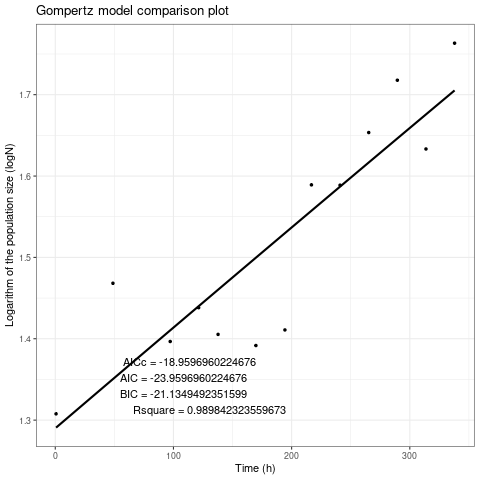 Gompertz model comparison plot
Logarithm of the population size (logN)
1.7
1.6
1.5
1.4
1.3
AICc = -18.9596960224676
AIC = -23.9596960224676
BIC = -21.1349492351599
Rsquare = 0.989842323559673
0
100
200
300
Time (h)